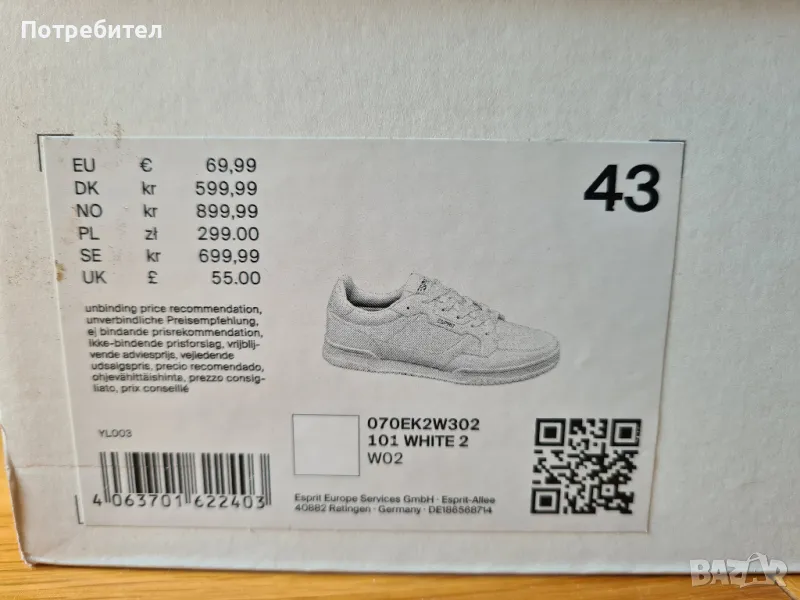 Потребител
EU € 69,99
DK kr 599,99
NO kr 899,99
PL zł 299.00
SE kr 699,99
UK £ 55.00
43
unbinding price recommendation,
unverbindliche Preisempfehlung,
ej bindande prisrekommendation,
ikke-bindende prisforslag, vrijblij-
vende adviesprijs, vejledende
udsalgspris, precio recomendado,
ohjevähittäishinta, prezzo consig-
liato, prix conseillé
YL003
4 063701 622403
070EK2W302
101 WHITE 2
W02
Esprit Europe Services GmbH · Esprit-Allee
40882 Ratingen · Germany · DE186568714
BAZAR